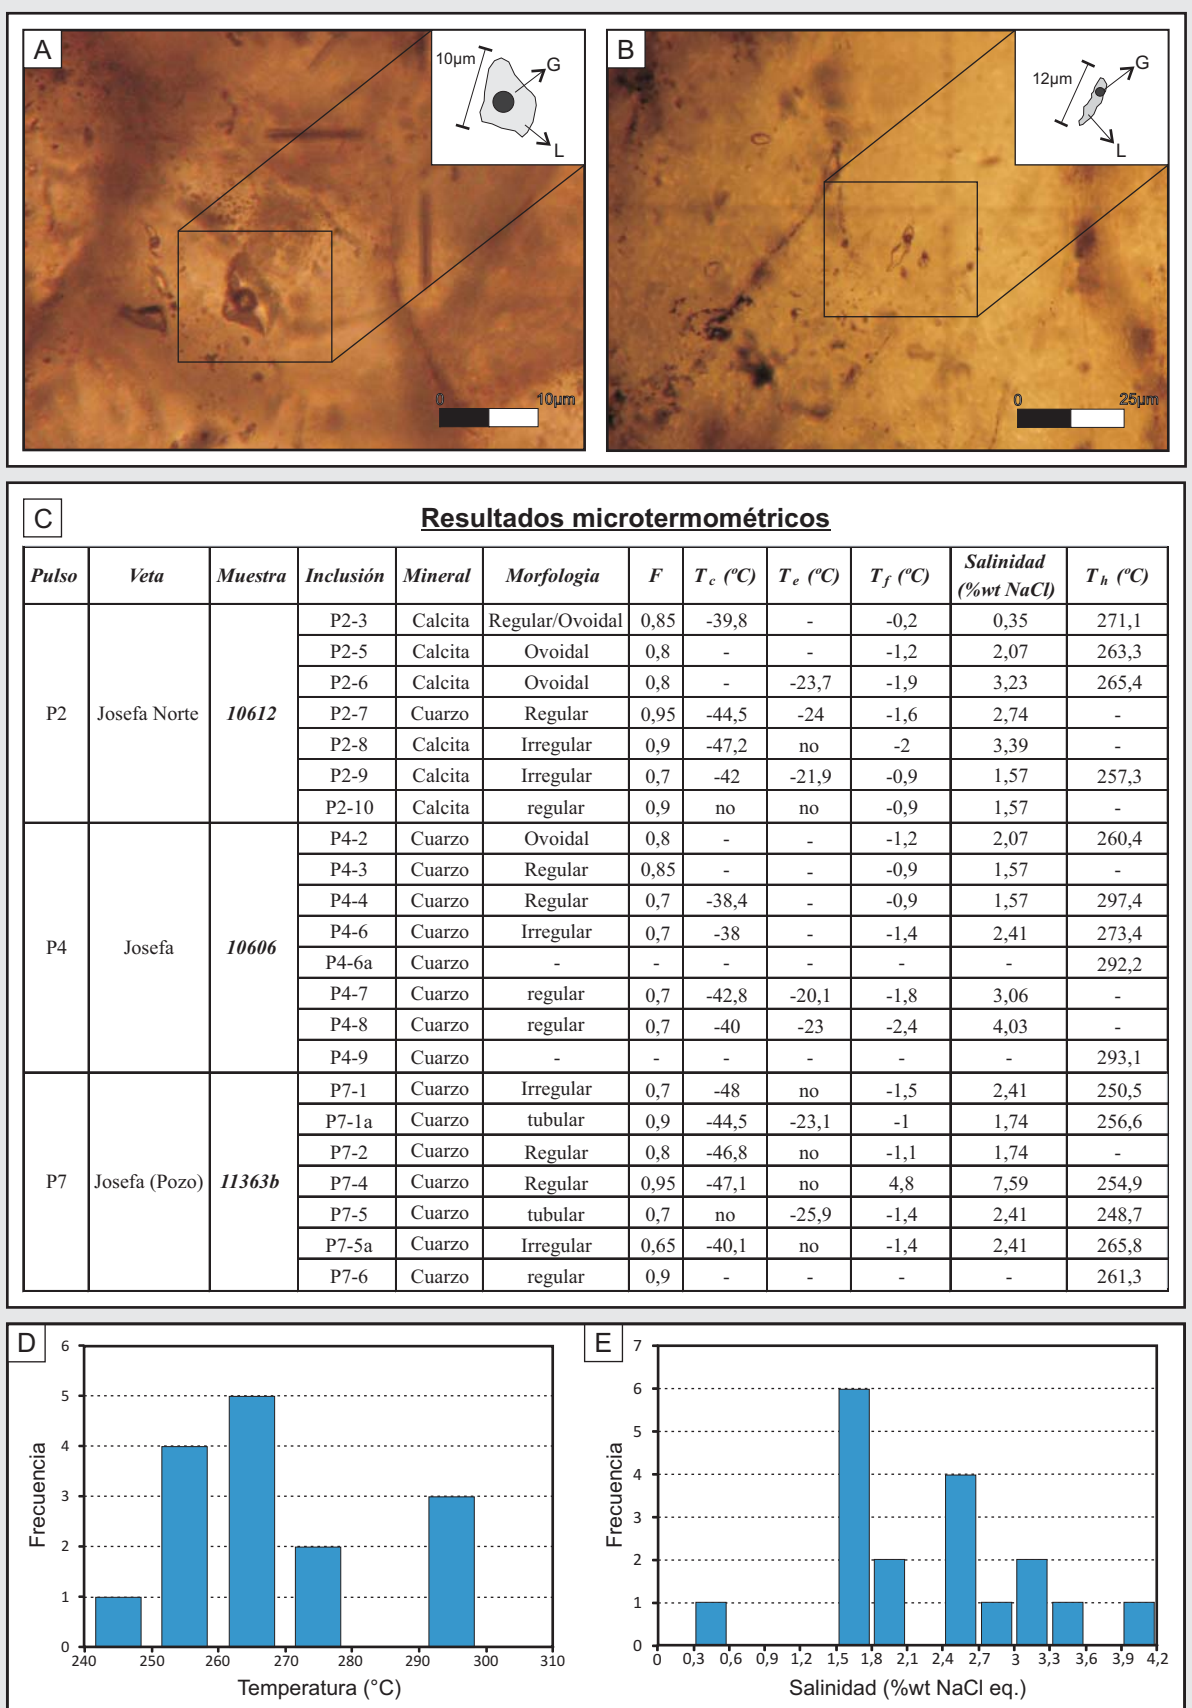 A
10µm
G
L
0 10µm
B
12µm
G
L
0 25µm
C
Resultados microtermométricos
Pulso Veta Muestra Inclusión Mineral Morfologia F T c (ºC) T e (ºC) T f (ºC) Salinidad (%wt NaCl) T h (ºC)
P2 Josefa Norte 10612
P2-3 Calcita Regular/Ovoidal 0,85 -39,8 - -0,2 0,35 271,1
P2-5 Calcita Ovoidal 0,8 - - -1,2 2,07 263,3
P2-6 Calcita Ovoidal 0,8 - -23,7 -1,9 3,23 265,4
P2-7 Cuarzo Regular 0,95 -44,5 -24 -1,6 2,74 -
P2-8 Calcita Irregular 0,9 -47,2 no -2 3,39 -
P2-9 Calcita Irregular 0,7 -42 -21,9 -0,9 1,57 257,3
P2-10 Calcita regular 0,9 no no -0,9 1,57 -
P4 Josefa 10606
P4-2 Cuarzo Ovoidal 0,8 - - -1,2 2,07 260,4
P4-3 Cuarzo Regular 0,85 - - -0,9 1,57 -
P4-4 Cuarzo Regular 0,7 -38,4 - -0,9 1,57 297,4
P4-6 Cuarzo Irregular 0,7 -38 - -1,4 2,41 273,4
P4-6a Cuarzo - - - - - - 292,2
P4-7 Cuarzo regular 0,7 -42,8 -20,1 -1,8 3,06 -
P4-8 Cuarzo regular 0,7 -40 -23 -2,4 4,03 -
P4-9 Cuarzo - - - - - - 293,1
P7 Josefa (Pozo) 11363b
P7-1 Cuarzo Irregular 0,7 -48 no -1,5 2,41 250,5
P7-1a Cuarzo tubular 0,9 -44,5 -23,1 -1 1,74 256,6
P7-2 Cuarzo Regular 0,8 -46,8 no -1,1 1,74 -
P7-4 Cuarzo Regular 0,95 -47,1 no 4,8 7,59 254,9
P7-5 Cuarzo tubular 0,7 no -25,9 -1,4 2,41 248,7
P7-5a Cuarzo Irregular 0,65 -40,1 no -1,4 2,41 265,8
P7-6 Cuarzo regular 0,9 - - - - 261,3
D
Frecuencia
6
5
4
3
2
1
0
240 250 260 270 280 290 300 310
Temperatura (°C)
E
Frecuencia
7
6
5
4
3
2
1
0
0 0,3 0,6 0,9 1,2 1,5 1,8 2,1 2,4 2,7 3 3,3 3,6 3,9 4,2
Salinidad (%wt NaCl eq.)